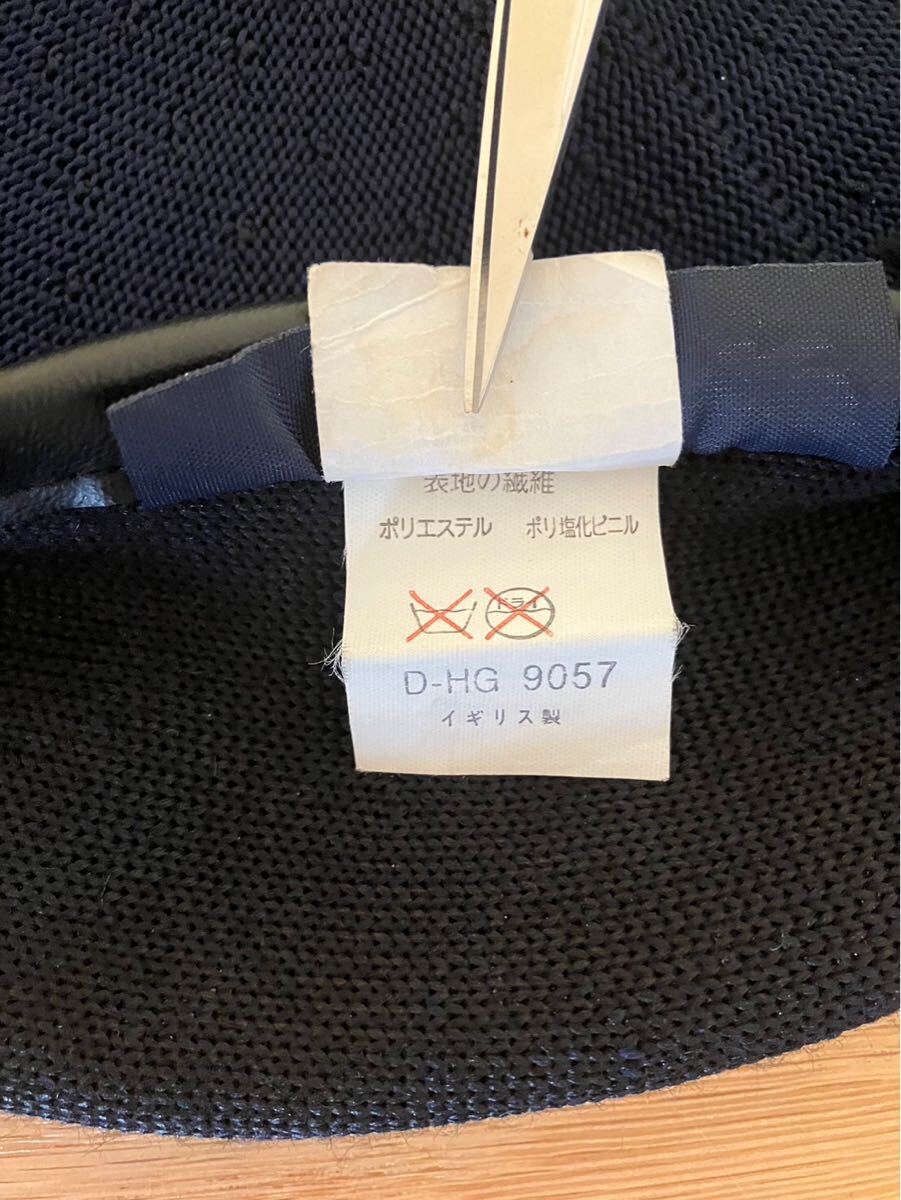 表地の繊維
ポリエステル ポリ塩化ビニル
ドライ
D-HG 9057
イギリス製